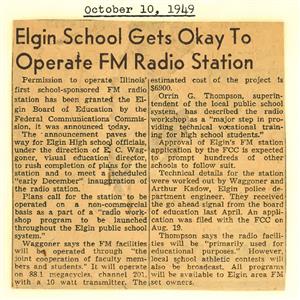 October 10, 1949
Elgin School Gets Okay To
Operate FM Radio Station
Permission to operate Illinois'
first school-sponsored FM radio
station has been granted the El-
gin Board of Education by the
Federal Communications Commis-
sion, it was announced today.
The announcement paves the
way for Elgin High school officials,
under the direction of E. C. Wag-
goner, visual education director,
to rush completion of plans for the
station and to meet a scheduled
"early December" inauguration of
the radio station.
Plans call for the station to be
operated on a non-commercial
basis as a part of a "radio work-
shop program to be launched
throughout the Elgin public school
system."
Waggoner says the FM facilities
will be operated through "the
joint cooperation of faculty mem-
bers and students." It will operate
on 88.1 megacycles, channel 201,
with a 10 watt transmitter. The
estimated cost of the project is
$6900.
Orrin G. Thompson, superin-
tendent of the local public school
system, has described the radio
workshop as a "major step in pro-
viding technical vocational train-
ing for high school students."
Approval of Elgin's FM station
application by the FCC is expected
to prompt hundreds of other
schools to follow suit.
Technical details for the station
were worked out by Waggoner and
Arthur Kadow, Elgin police de-
partment engineer. They received
the go ahead signal from the board
of education last April. An appli-
cation was filed with the FCC on
Aug. 19.
Thompson says the radio facili-
ties will be "primarily used for
educational purposes." However,
local school athletic contests will
also be broadcast. All programs
will be available to Elgin area FM
set owners.